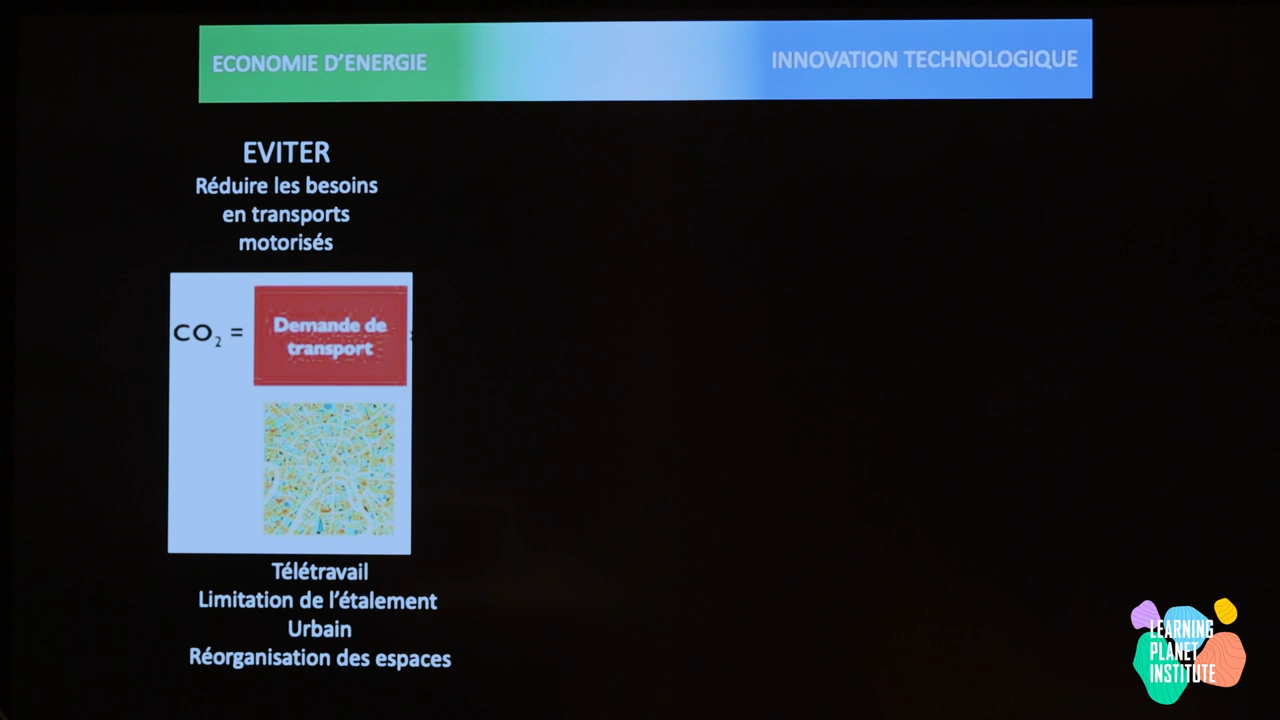 ECONOMIE D'ENERGIE
INNOVATION TECHNOLOGIQUE
EVITER
Réduire les besoins
en transports
motorisés
CO₂ =
Demande de
transport
Télétravail
Limitation de l'étalement
Urbain
Réorganisation des espaces
LEARNING
PLANET
INSTITUTE